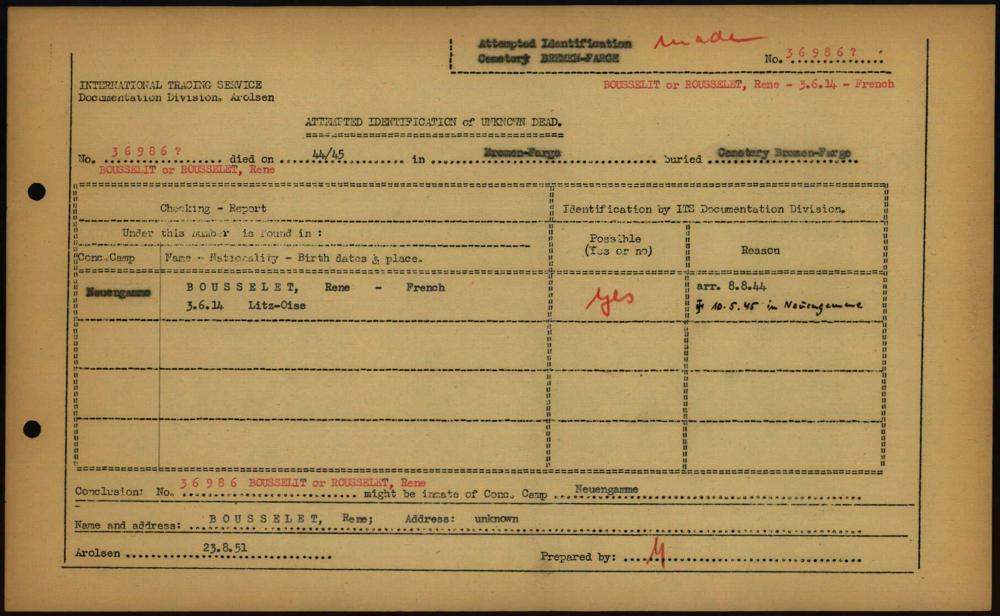 Attempted Identification made
Cemetery BREMEN-FARGE
No. 36986?
INTERNATIONAL TRACING SERVICE
Documentation Division, Arolsen
BOUSSELIT or ROUSSELET, Rene - 3.6.14 - French
ATTEMPTED IDENTIFICATION of UNKNOWN DEAD.
No. 36986? died on 44/45 in Bremen-Farge buried Cemetery Bremen-Farge
BOUSSELIT or ROUSSELET, Rene
Checking - Report
Identification by ITS Documentation Division.
Under this number is found in :
Possible
(Yes or no)
Reason
Conc.Camp
Name - Nationality - Birth dates & place.
Neuengamme
BOUSSELET, Rene - French
3.6.14 Litz-Oise
Yes
arr. 8.8.44
10.5.45 in Neuengamme
Conclusion: No. 36986 BOUSSELIT or ROUSSELET, Rene might be inmate of Conc. Camp Neuengamme
Name and address: BOUSSELET, Rene; Address: unknown
Arolsen 23.8.51
Prepared by: